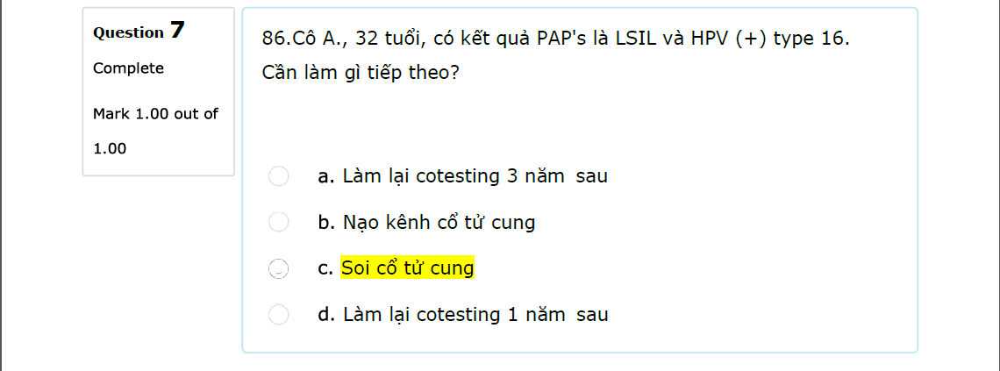 Question 7
Complete
Mark 1.00 out of
1.00
86.Cô A., 32 tuổi, có kết quả PAP's là LSIL và HPV (+) type 16.
Cần làm gì tiếp theo?
a. Làm lại cotesting 3 năm sau
b. Nạo kênh cổ tử cung
c. Soi cổ tử cung
d. Làm lại cotesting 1 năm sau